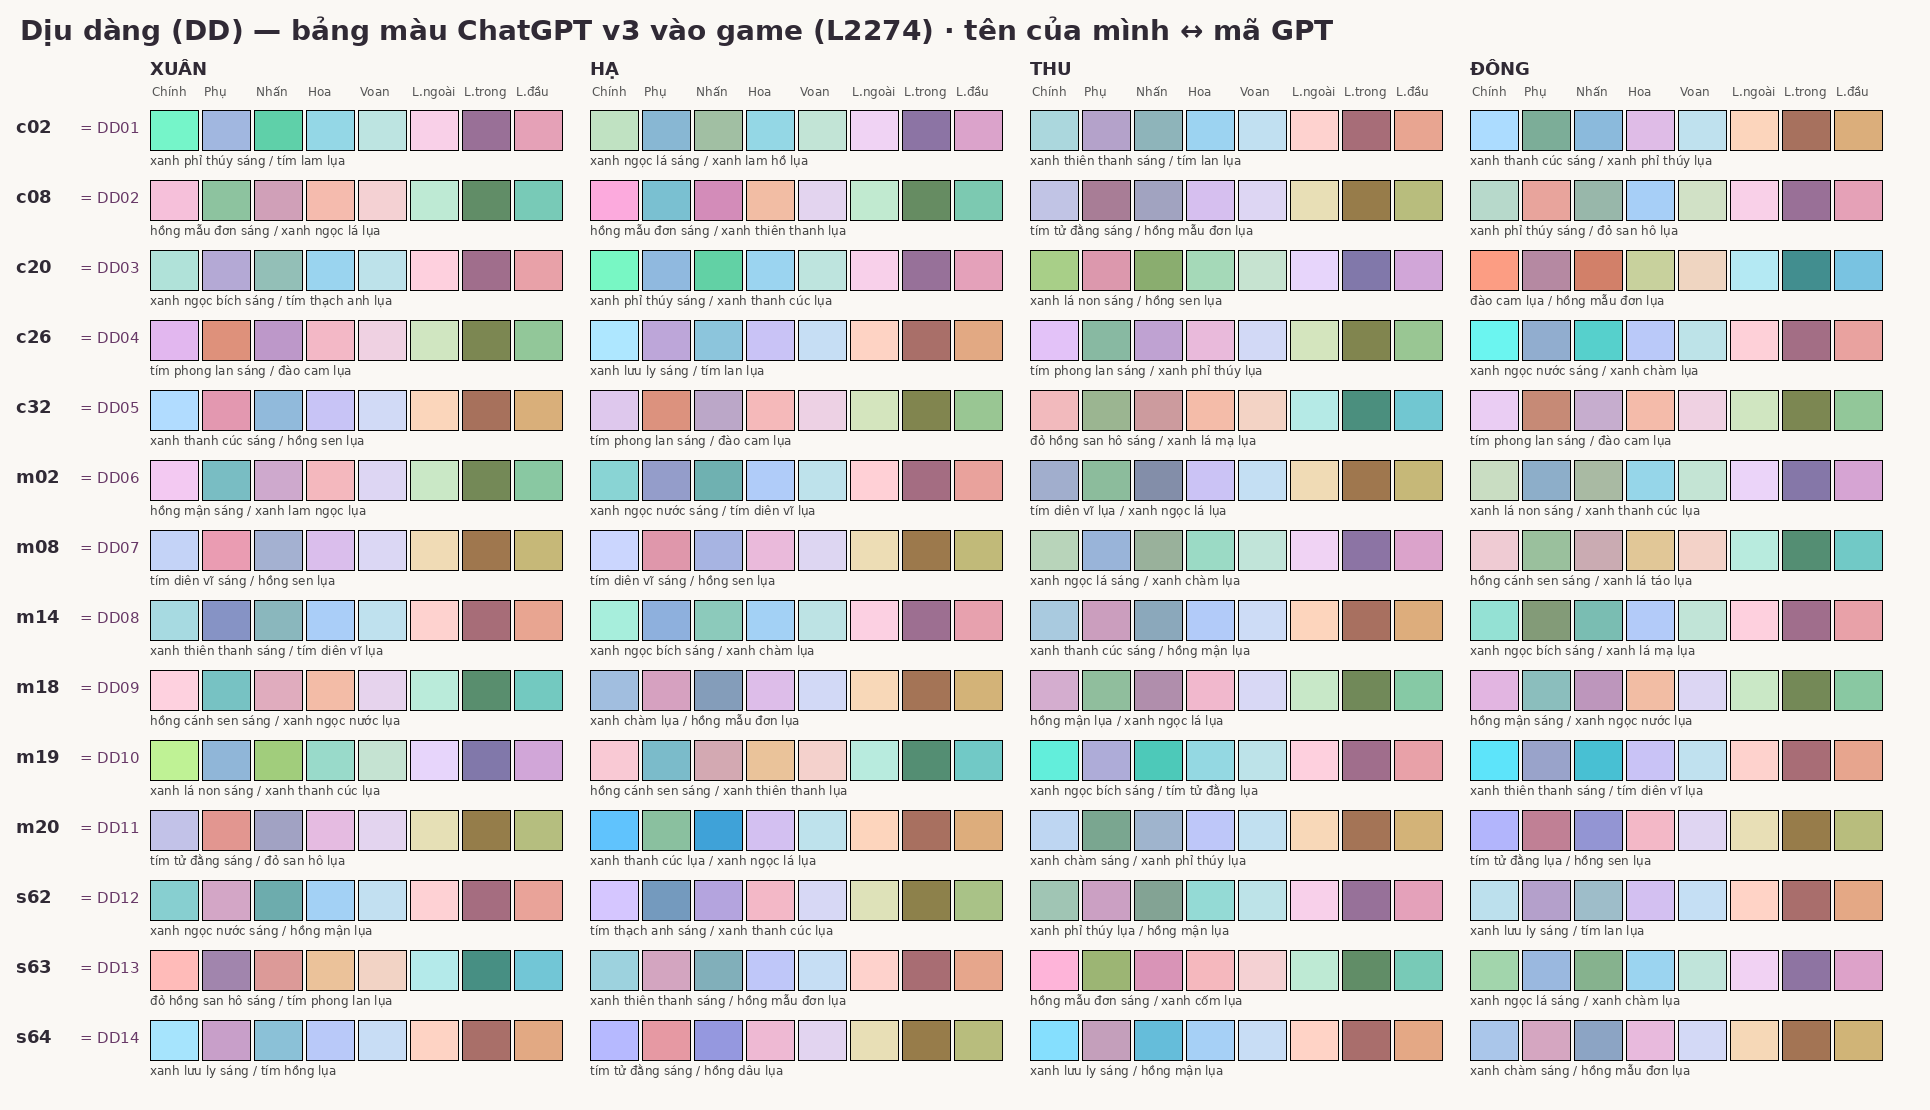 Dịu dàng (DD) — bảng màu ChatGPT v3 vào game (L2274) · tên của mình ↔ mã GPT
XUÂN HẠ THU ĐÔNG
Chính Phụ Nhấn Hoa Voan L.ngoài L.trong L.đầu Chính Phụ Nhấn Hoa Voan L.ngoài L.trong L.đầu Chính Phụ Nhấn Hoa Voan L.ngoài L.trong L.đầu Chính Phụ Nhấn Hoa Voan L.ngoài L.trong L.đầu
c02 = DD01
xanh phỉ thúy sáng / tím lam lụa xanh ngọc lá sáng / xanh lam hồ lụa xanh thiên thanh sáng / tím lan lụa xanh thanh cúc sáng / xanh phỉ thúy lụa
c08 = DD02
hồng mẫu đơn sáng / xanh ngọc lá lụa hồng mẫu đơn sáng / xanh thiên thanh lụa tím tử đằng sáng / hồng mẫu đơn lụa xanh phỉ thúy sáng / đỏ san hô lụa
c20 = DD03
xanh ngọc bích sáng / tím thạch anh lụa xanh phỉ thúy sáng / xanh thanh cúc lụa xanh lá non sáng / hồng sen lụa đào cam lụa / hồng mẫu đơn lụa
c26 = DD04
tím phong lan sáng / đào cam lụa xanh lưu ly sáng / tím lan lụa tím phong lan sáng / xanh phỉ thúy lụa xanh ngọc nước sáng / xanh chàm lụa
c32 = DD05
xanh thanh cúc sáng / hồng sen lụa tím phong lan sáng / đào cam lụa đỏ hồng san hô sáng / xanh lá mạ lụa tím phong lan sáng / đào cam lụa
m02 = DD06
hồng mận sáng / xanh lam ngọc lụa xanh ngọc nước sáng / tím diên vĩ lụa tím diên vĩ lụa / xanh ngọc lá lụa xanh lá non sáng / xanh thanh cúc lụa
m08 = DD07
tím diên vĩ sáng / hồng sen lụa tím diên vĩ sáng / hồng sen lụa xanh ngọc lá sáng / xanh chàm lụa hồng cánh sen sáng / xanh lá táo lụa
m14 = DD08
xanh thiên thanh sáng / tím diên vĩ lụa xanh ngọc bích sáng / xanh chàm lụa xanh thanh cúc sáng / hồng mận lụa xanh ngọc bích sáng / xanh lá mạ lụa
m18 = DD09
hồng cánh sen sáng / xanh ngọc nước lụa xanh chàm lụa / hồng mẫu đơn lụa hồng mận lụa / xanh ngọc lá lụa hồng mận sáng / xanh ngọc nước lụa
m19 = DD10
xanh lá non sáng / xanh thanh cúc lụa hồng cánh sen sáng / xanh thiên thanh lụa xanh ngọc bích sáng / tím tử đằng lụa xanh thiên thanh sáng / tím diên vĩ lụa
m20 = DD11
tím tử đằng sáng / đỏ san hô lụa xanh thanh cúc lụa / xanh ngọc lá lụa xanh chàm sáng / xanh phỉ thúy lụa tím tử đằng lụa / hồng sen lụa
s62 = DD12
xanh ngọc nước sáng / hồng mận lụa tím thạch anh sáng / xanh thanh cúc lụa xanh phỉ thúy lụa / hồng mận lụa xanh lưu ly sáng / tím lan lụa
s63 = DD13
đỏ hồng san hô sáng / tím phong lan lụa xanh thiên thanh sáng / hồng mẫu đơn lụa hồng mẫu đơn sáng / xanh cốm lụa xanh ngọc lá sáng / xanh chàm lụa
s64 = DD14
xanh lưu ly sáng / tím hồng lụa tím tử đằng sáng / hồng dâu lụa xanh lưu ly sáng / hồng mận lụa xanh chàm sáng / hồng mẫu đơn lụa